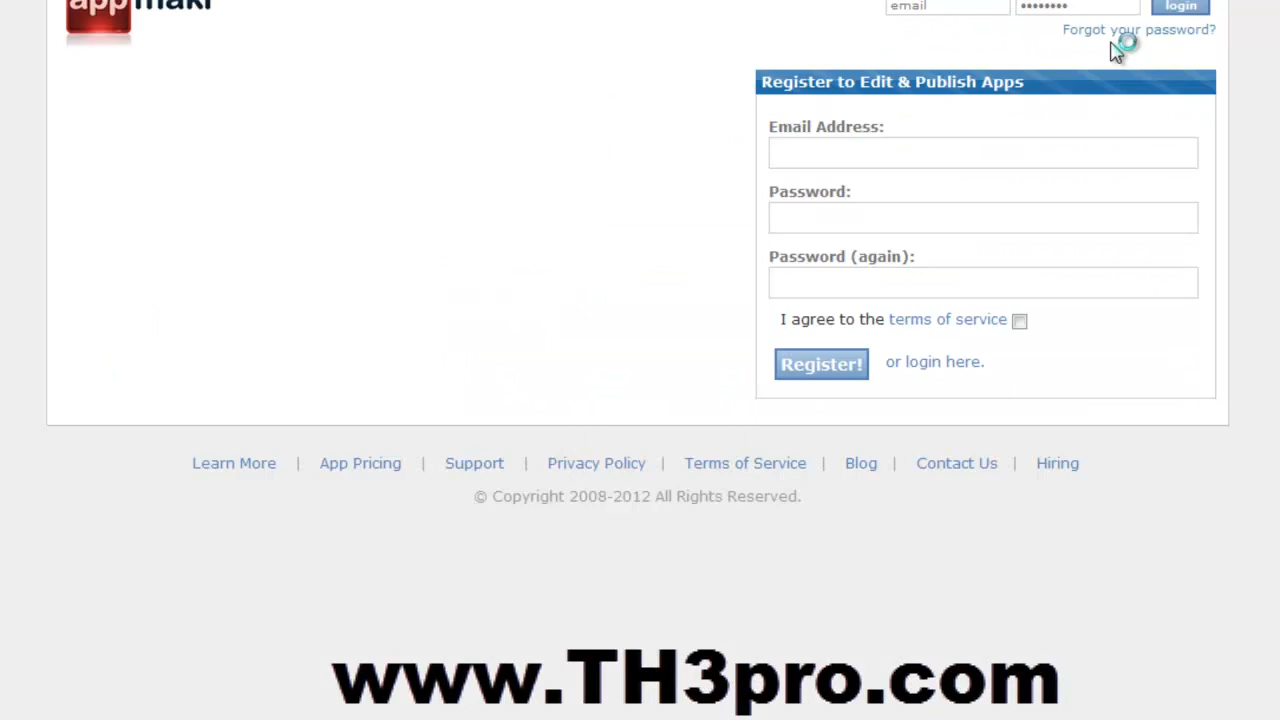 app maki
email •••••••• login
Forgot your password?
Register to Edit & Publish Apps
Email Address:
Password:
Password (again):
I agree to the terms of service
Register! or login here.
Learn More | App Pricing | Support | Privacy Policy | Terms of Service | Blog | Contact Us | Hiring
© Copyright 2008-2012 All Rights Reserved.
www.TH3pro.com